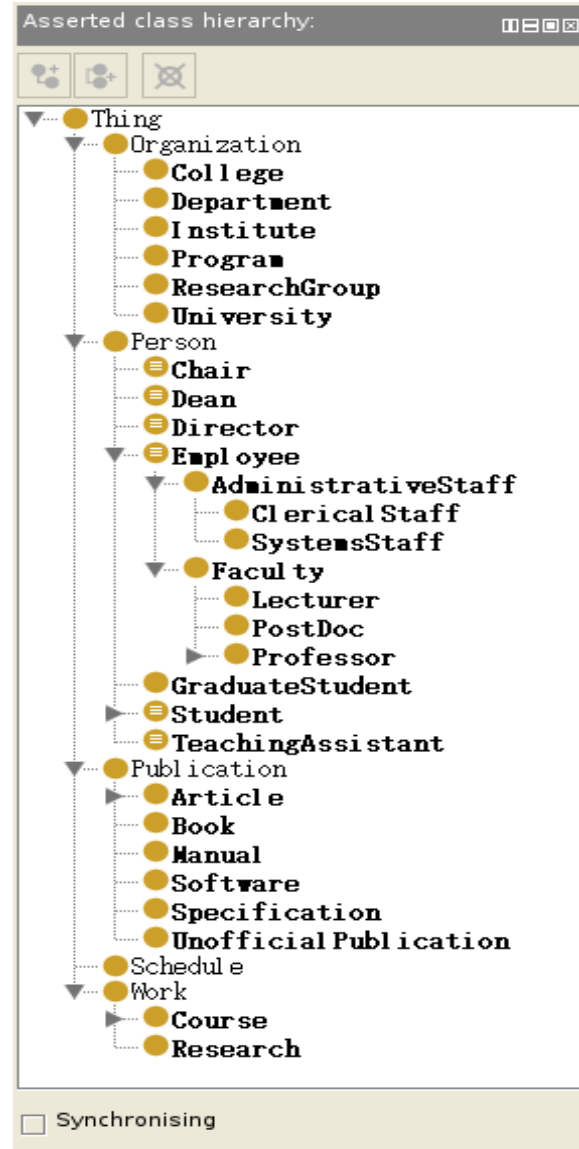 Asserted class hierarchy:
Thing
Organization
College
Department
Institute
Program
ResearchGroup
University
Person
Chair
Dean
Director
Employee
AdministrativeStaff
ClericalStaff
SystemsStaff
Faculty
Lecturer
PostDoc
Professor
GraduateStudent
Student
TeachingAssistant
Publication
Article
Book
Manual
Software
Specification
UnofficialPublication
Schedule
Work
Course
Research
Synchronising